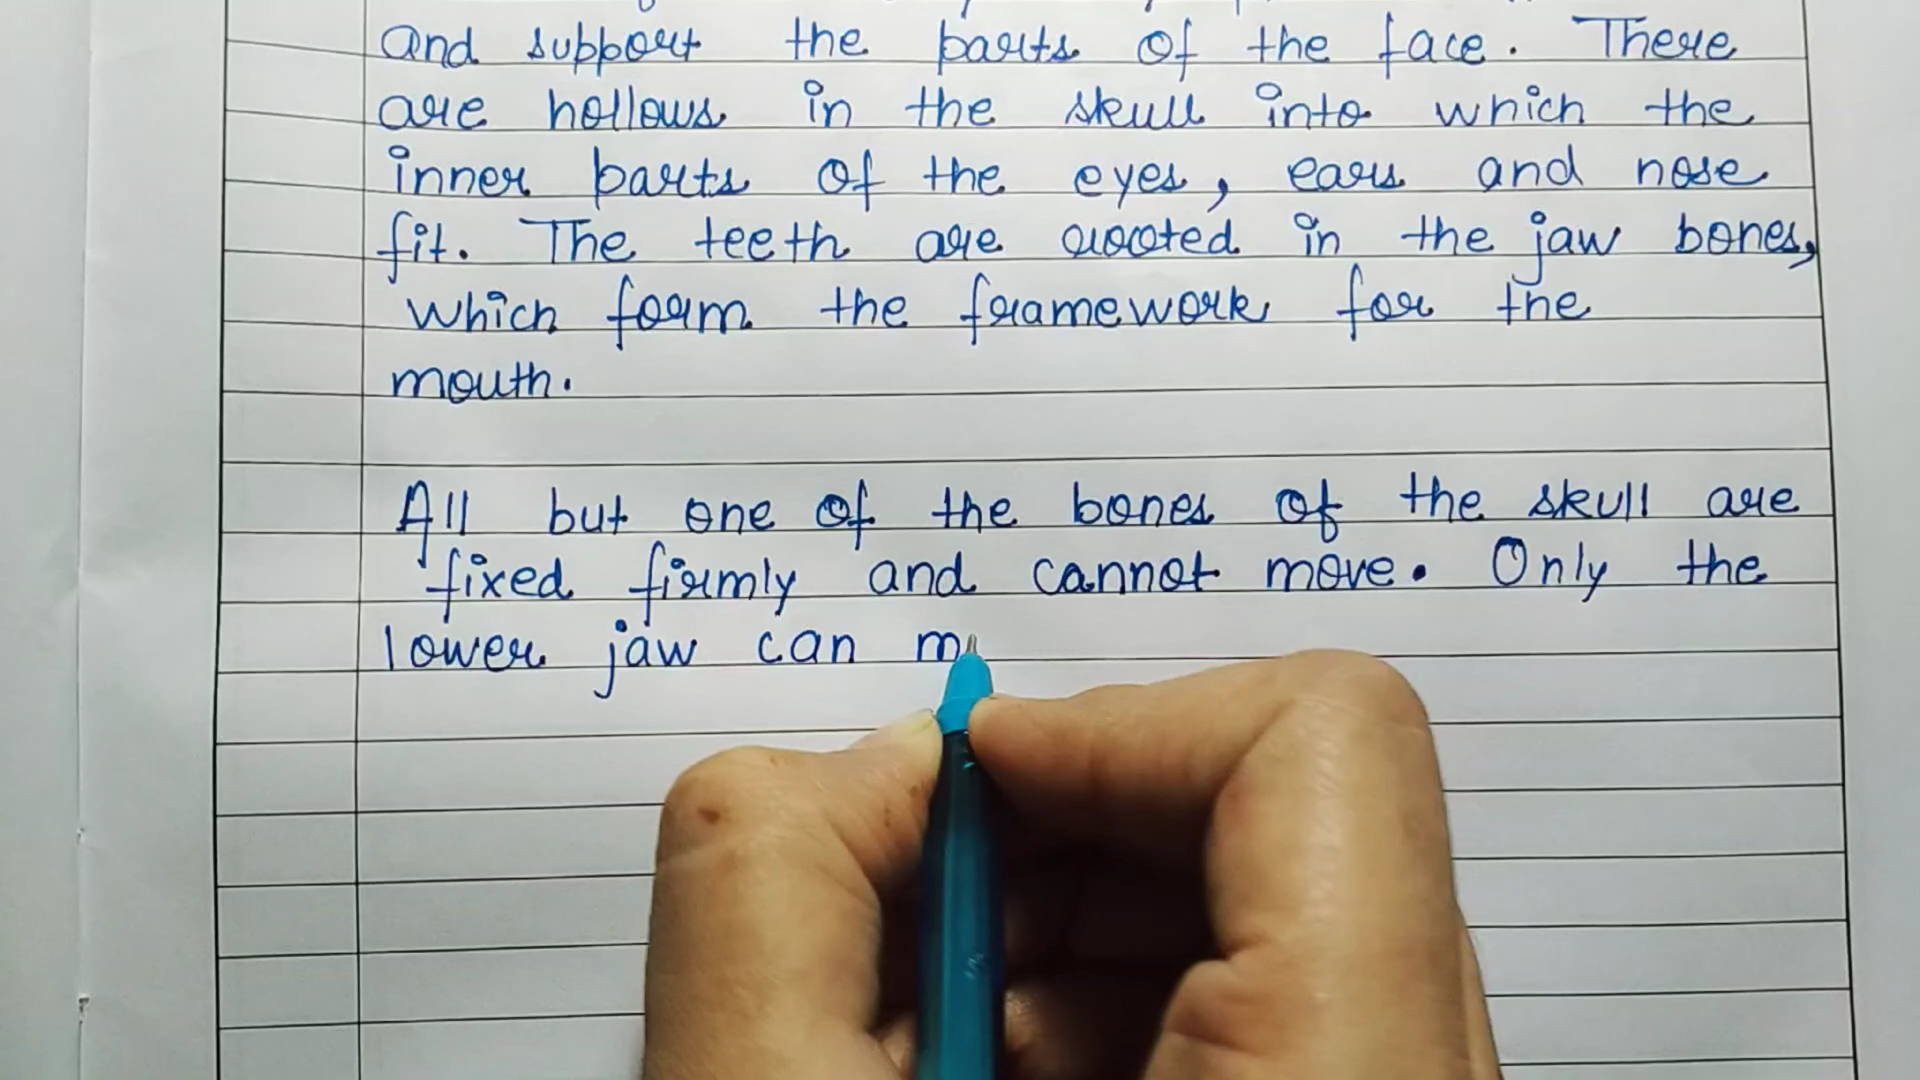 and support the parts of the face. There
are hollows in the skull into which the
inner parts of the eyes, ears and nose
fit. The teeth are rooted in the jaw bones,
which form the framework for the
mouth.
All but one of the bones of the skull are
fixed firmly and cannot move. Only the
lower jaw can m